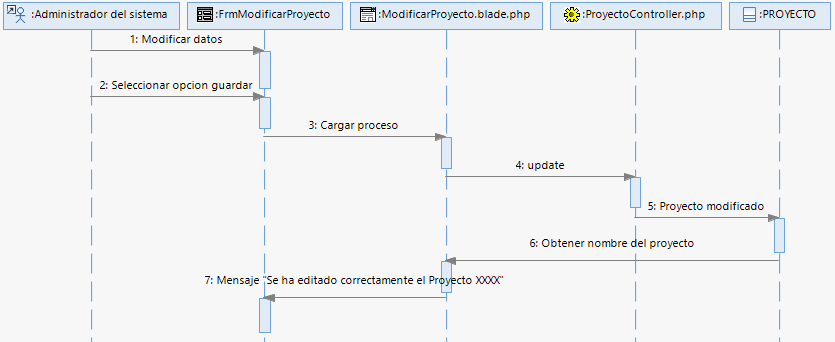 :Administrador del sistema
:FrmModificarProyecto
:ModificarProyecto.blade.php
:ProyectoController.php
:PROYECTO
1: Modificar datos
2: Seleccionar opcion guardar
3: Cargar proceso
4: update
5: Proyecto modificado
6: Obtener nombre del proyecto
7: Mensaje "Se ha editado correctamente el Proyecto XXXX"